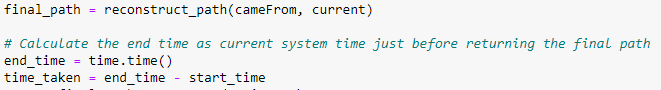 final_path = reconstruct_path(cameFrom, current)
# Calculate the end time as current system time just before returning the final path
end_time = time.time()
time_taken = end_time - start_time